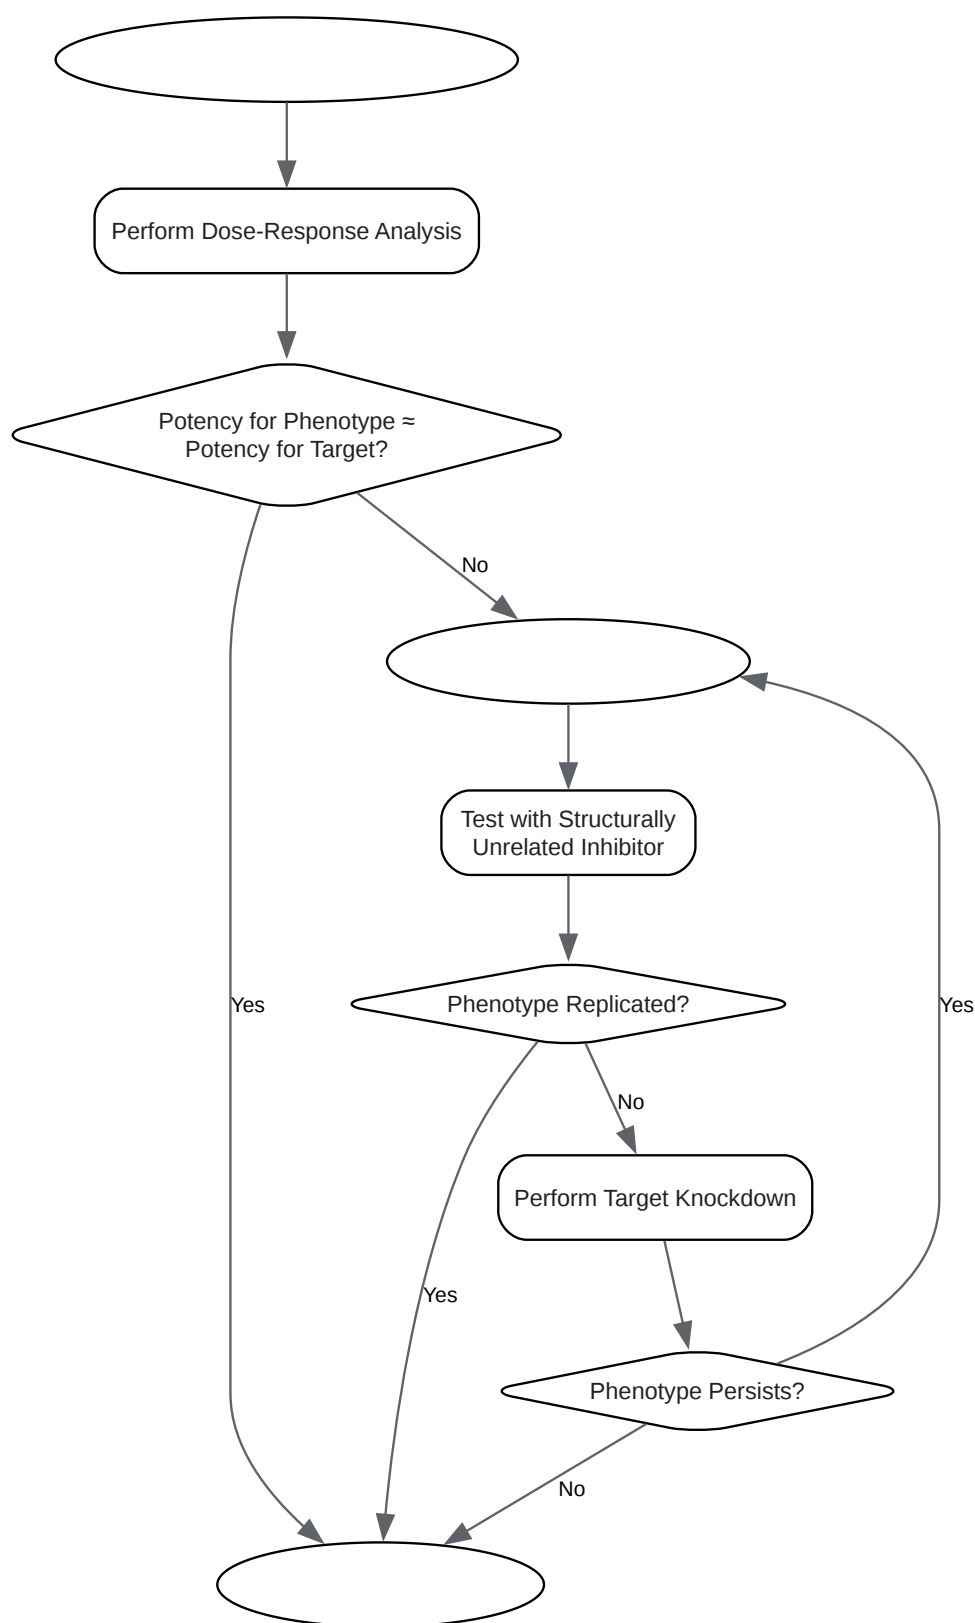 Perform Dose-Response Analysis
Potency for Phenotype ≈
Potency for Target?
No
Test with Structurally
Unrelated Inhibitor
Phenotype Replicated?
Yes
Yes
No
Perform Target Knockdown
Yes
Phenotype Persists?
No